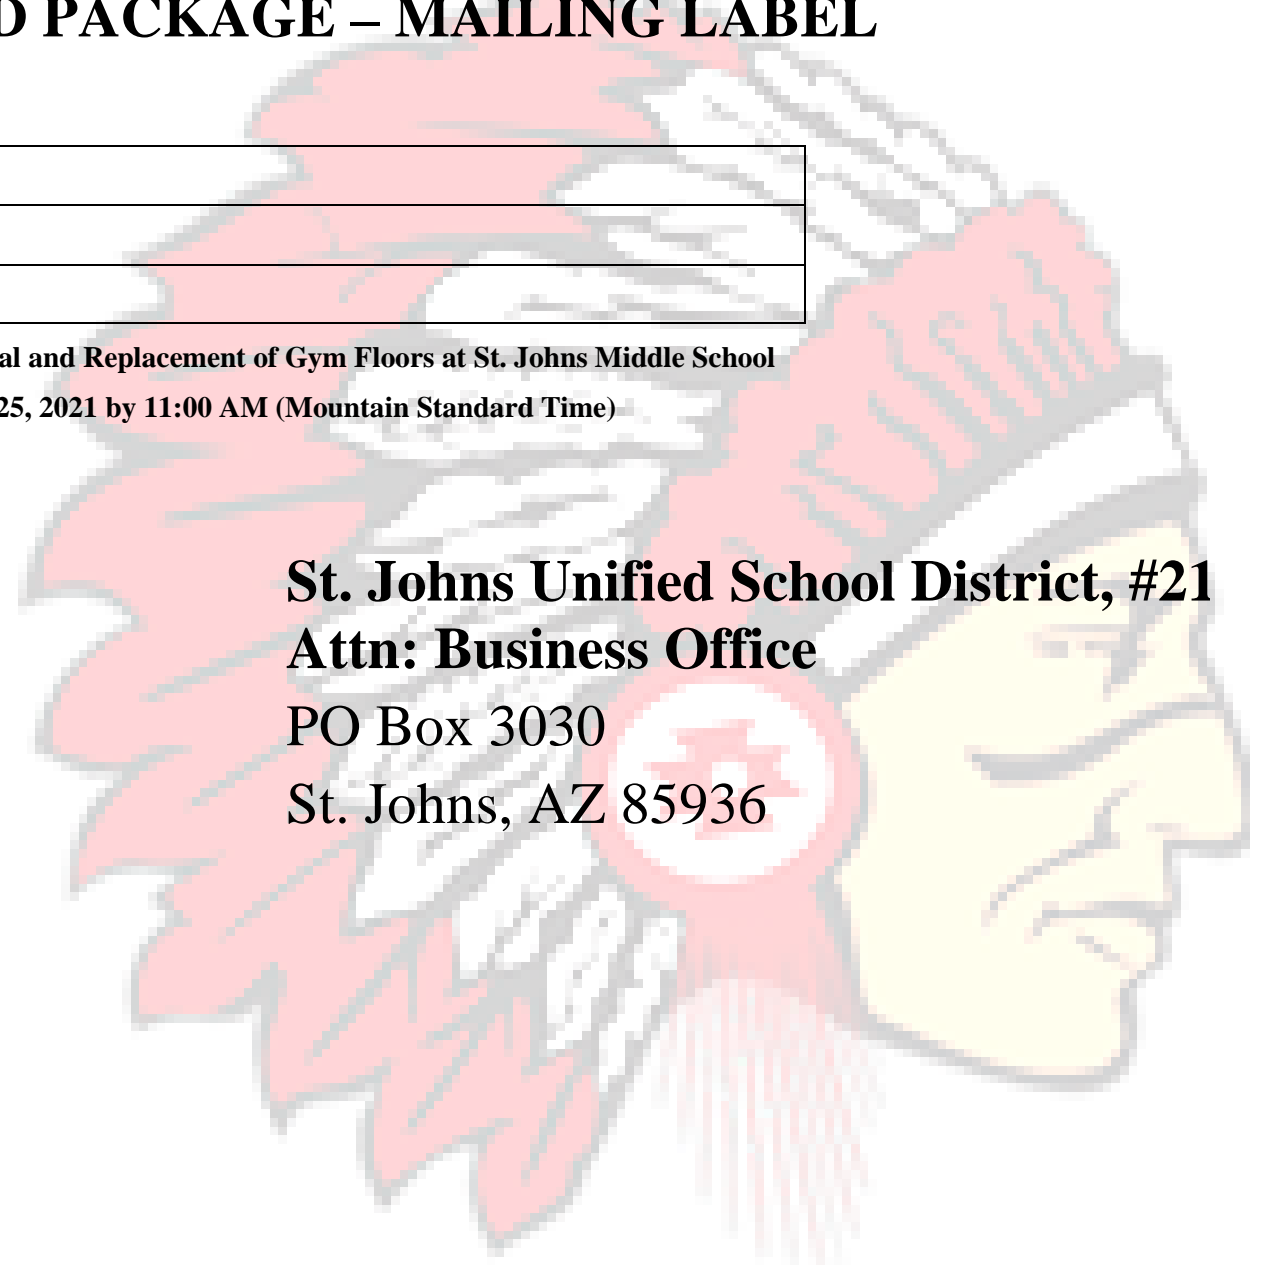 D PACKAGE – MAILING LABEL
al and Replacement of Gym Floors at St. Johns Middle School
25, 2021 by 11:00 AM (Mountain Standard Time)
St. Johns Unified School District, #21
Attn: Business Office
PO Box 3030
St. Johns, AZ 85936